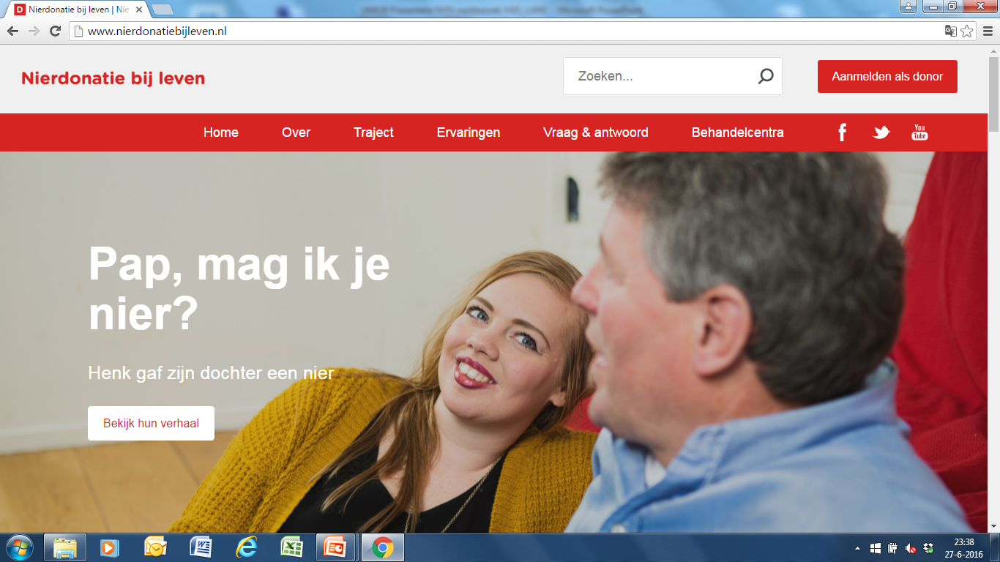 Nierdonatie bij leven | Nie
www.nierdonatiebijleven.nl
Nierdonatie bij leven
Zoeken...
Aanmelden als donor
Home Over Traject Ervaringen Vraag & antwoord Behandelcentra
You
Tube
Pap, mag ik je
nier?
Henk gaf zijn dochter een nier
Bekijk hun verhaal
23:38
27-6-2016